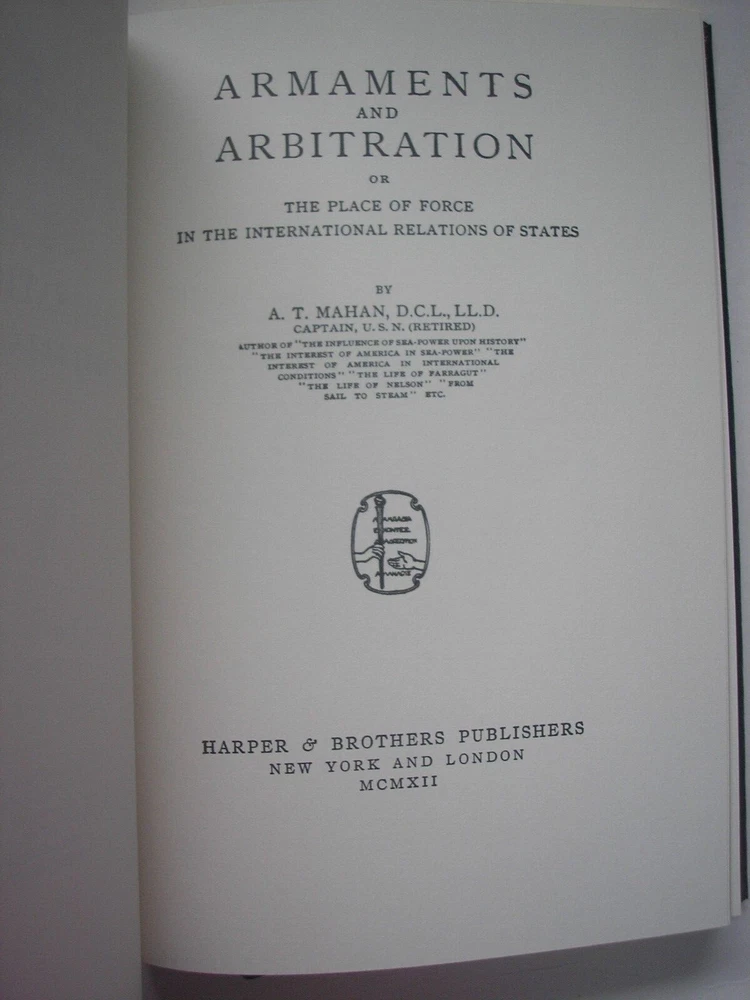 ARMAMENTS
AND
ARBITRATION
OR
THE PLACE OF FORCE
IN THE INTERNATIONAL RELATIONS OF STATES
BY
A. T. MAHAN, D.C.L., LL.D.
CAPTAIN, U. S. N. (RETIRED)
AUTHOR OF "THE INFLUENCE OF SEA-POWER UPON HISTORY"
"THE INTEREST OF AMERICA IN SEA-POWER" "THE
INTEREST OF AMERICA IN INTERNATIONAL
CONDITIONS" "THE LIFE OF FARRAGUT"
"THE LIFE OF NELSON" "FROM
SAIL TO STEAM" ETC.
HARPER & BROTHERS PUBLISHERS
NEW YORK AND LONDON
MCMXII